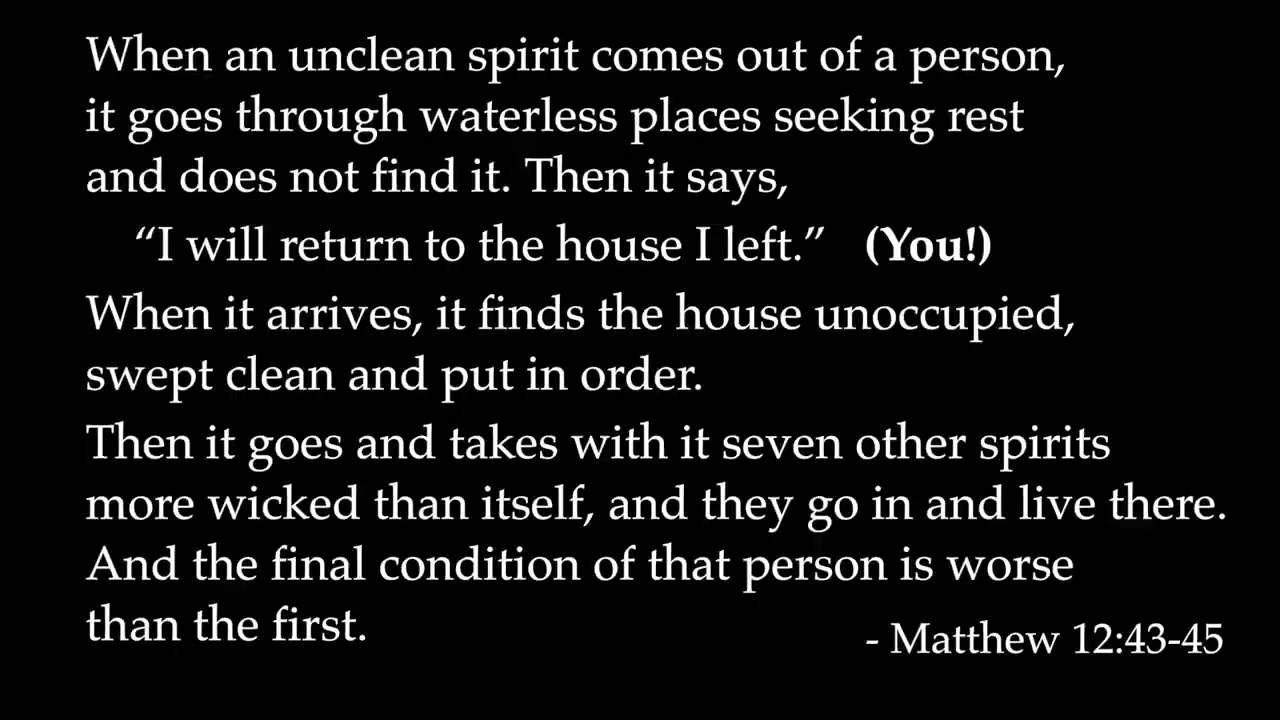 When an unclean spirit comes out of a person,
it goes through waterless places seeking rest
and does not find it. Then it says,
“I will return to the house I left.” (You!)
When it arrives, it finds the house unoccupied,
swept clean and put in order.
Then it goes and takes with it seven other spirits
more wicked than itself, and they go in and live there.
And the final condition of that person is worse
than the first.
- Matthew 12:43-45